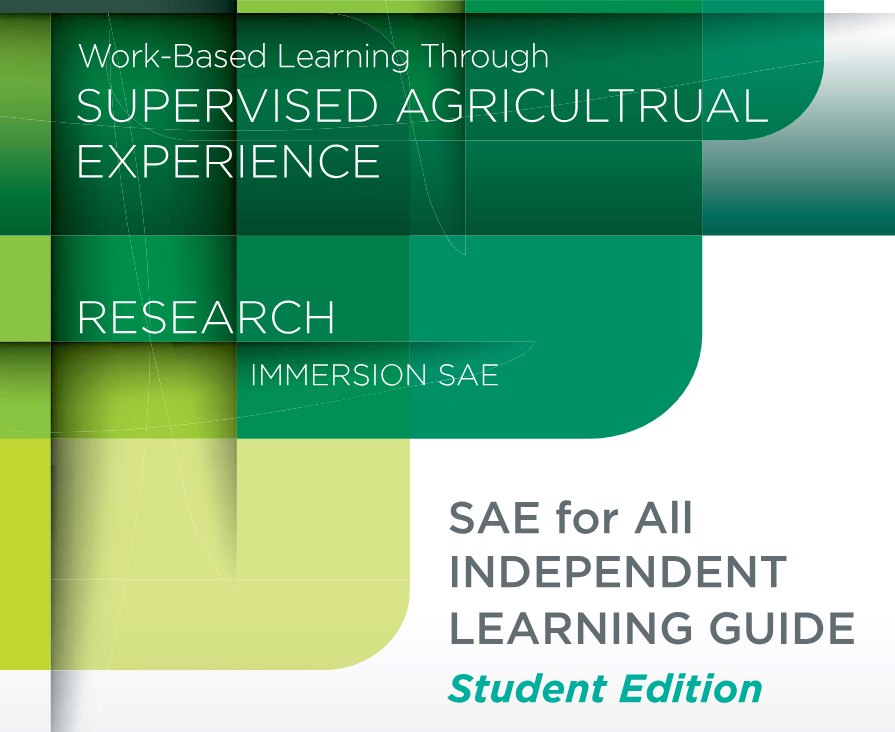 Work-Based Learning Through
SUPERVISED AGRICULTRUAL
EXPERIENCE
RESEARCH
IMMERSION SAE
SAE for All
INDEPENDENT
LEARNING GUIDE
Student Edition